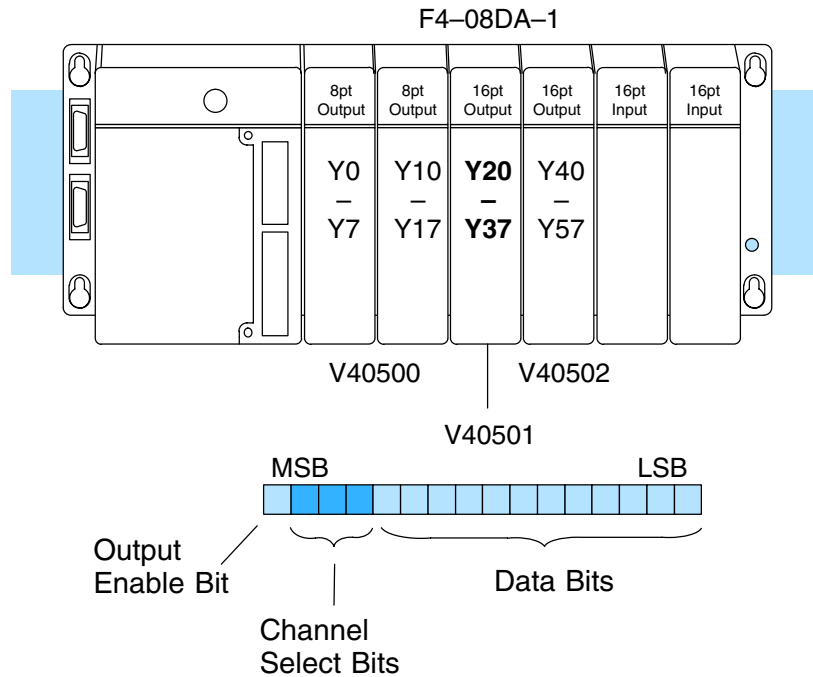 F4–08DA–1
8pt Output
8pt Output
16pt Output
16pt Output
16pt Input
16pt Input
Y0 – Y7
Y10 – Y17
Y20 – Y37
Y40 – Y57
V40500
V40502
V40501
MSB
LSB
Output
Enable Bit
Data Bits
Channel
Select Bits